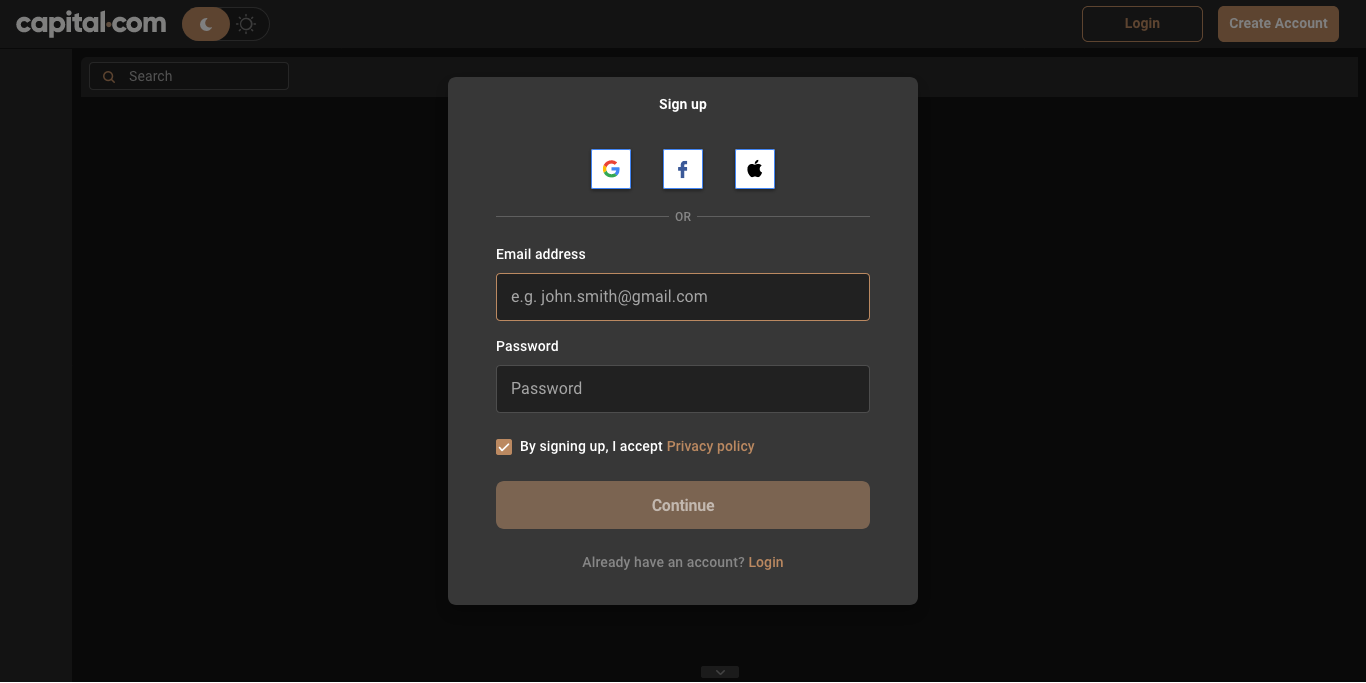 capital.com
Login
Create Account
Search
Sign up
OR
Email address
e.g. john.smith@gmail.com
Password
Password
By signing up, I accept Privacy policy
Continue
Already have an account? Login